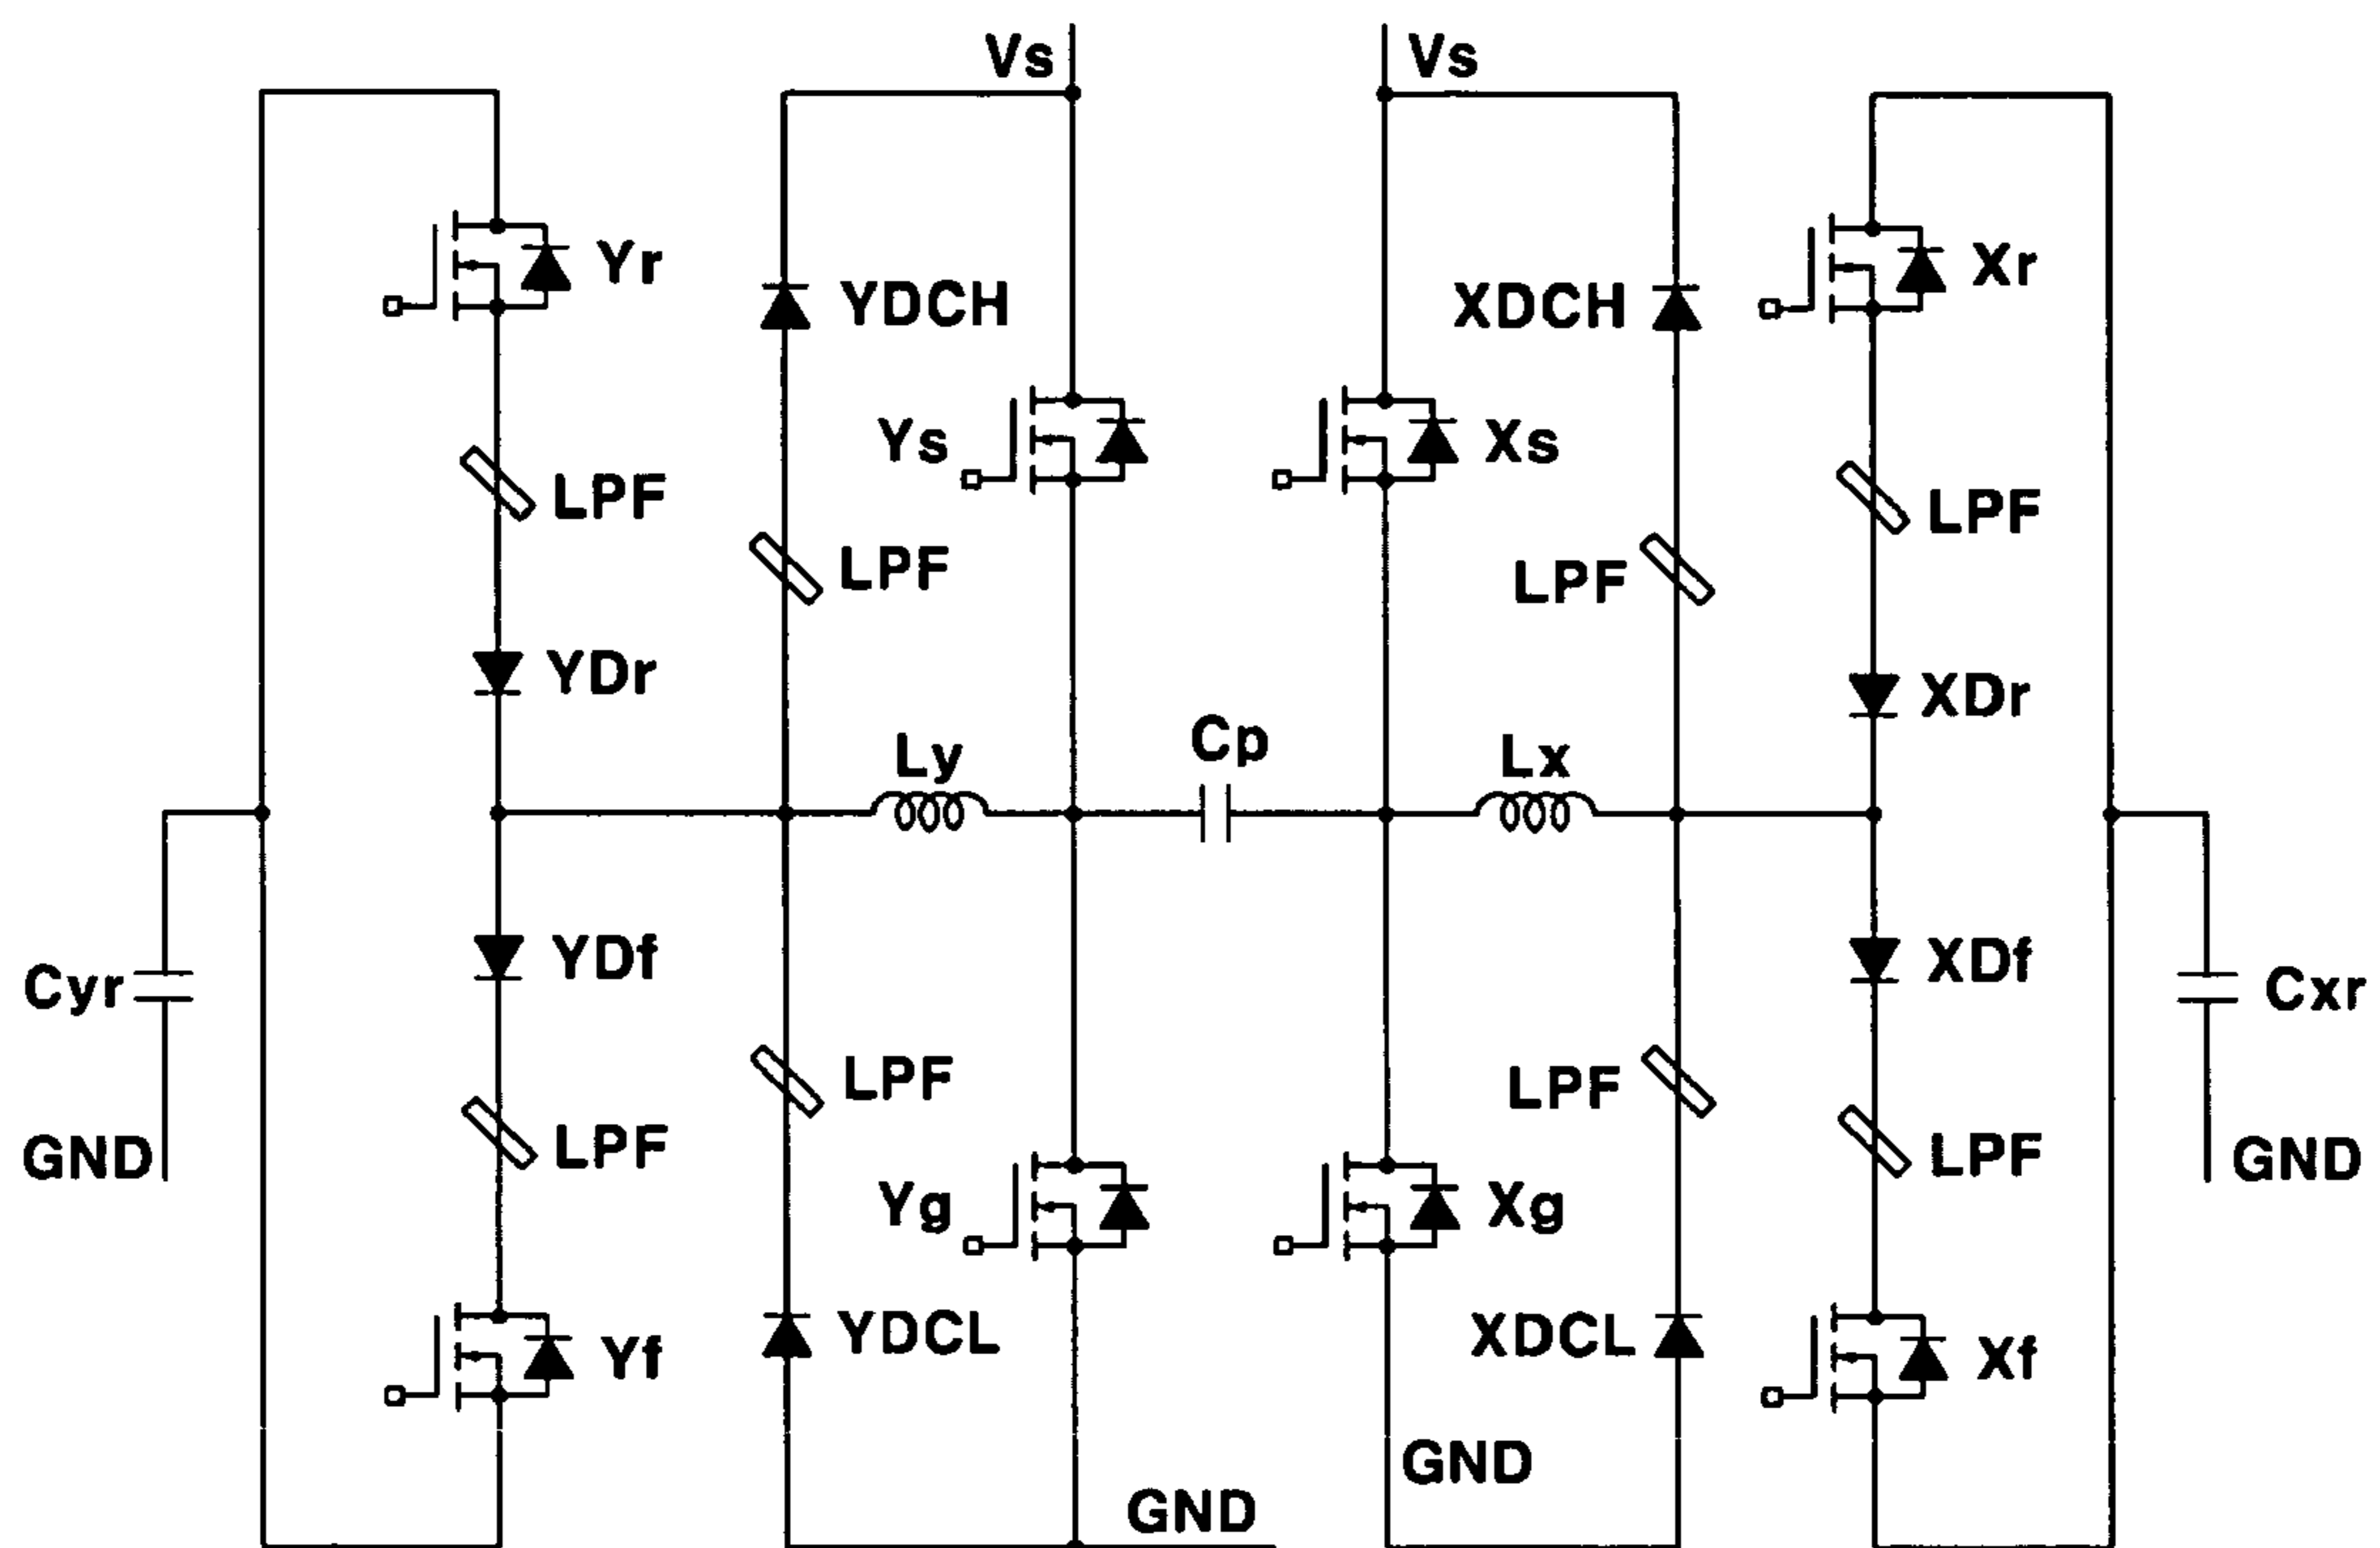 Vs
Vs
Yr
YDCH
XDCH
Xr
Ys
Xs
LPF
LPF
LPF
LPF
YDr
XDr
Ly
Cp
Lx
Cyr
YDf
XDf
Cxr
LPF
LPF
LPF
LPF
GND
GND
Yg
Xg
Yf
YDCL
XDCL
Xf
GND
GND